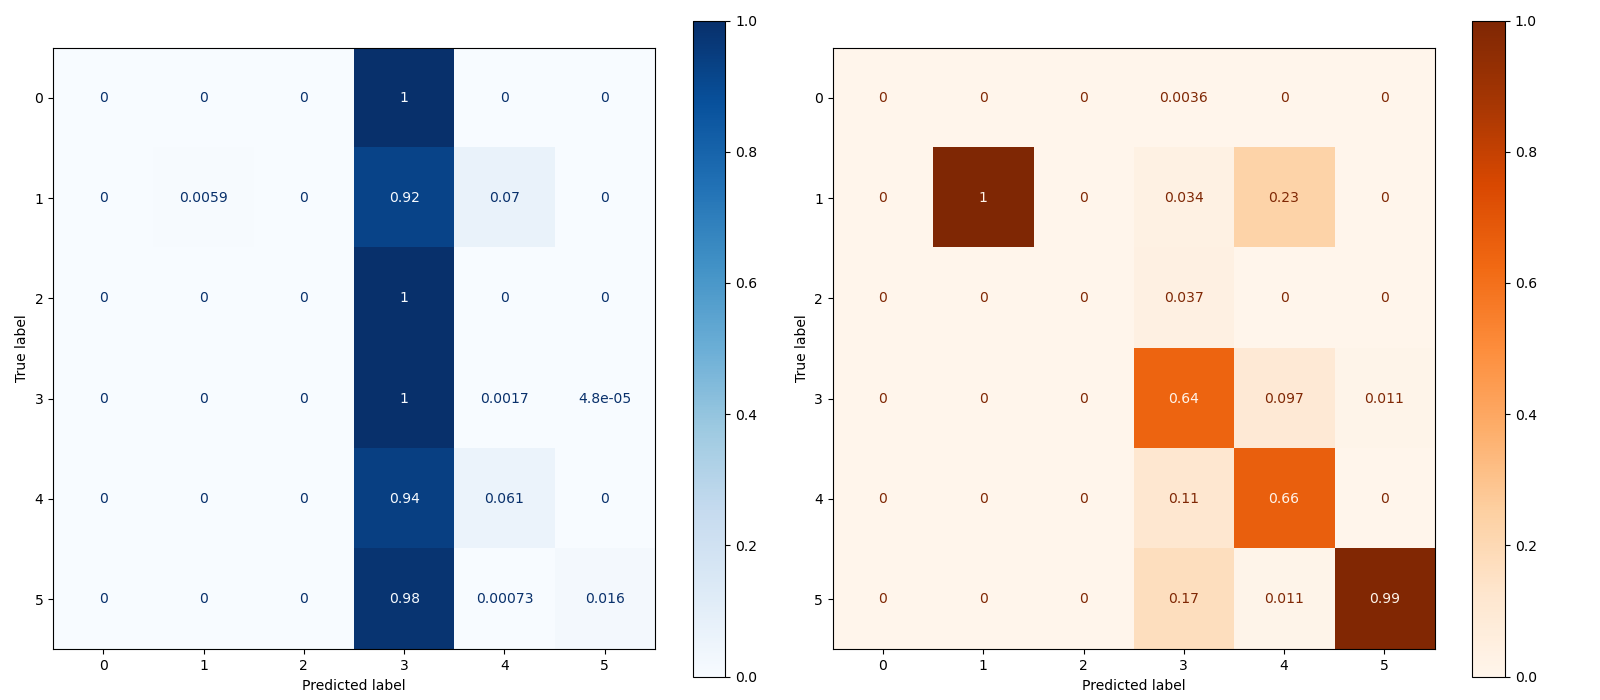 1.0
0 0 0 0 1 0 0
0.8
1 0 0.0059 0 0.92 0.07 0
0.6
2 0 0 0 1 0 0
True label
0.4
3 0 0 0 1 0.0017 4.8e-05
4 0 0 0 0.94 0.061 0
0.2
5 0 0 0 0.98 0.00073 0.016
0.0
0 1 2 3 4 5
Predicted label
1.0
0 0 0 0 0.0036 0 0
0.8
1 0 1 0 0.034 0.23 0
0.6
2 0 0 0 0.037 0 0
True label
0.4
3 0 0 0 0.64 0.097 0.011
4 0 0 0 0.11 0.66 0
0.2
5 0 0 0 0.17 0.011 0.99
0.0
0 1 2 3 4 5
Predicted label